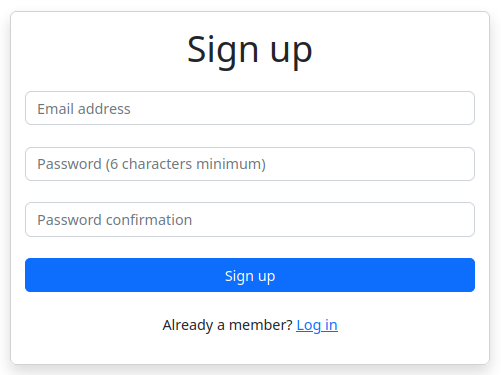 Sign up
Email address
Password (6 characters minimum)
Password confirmation
Sign up
Already a member? Log in